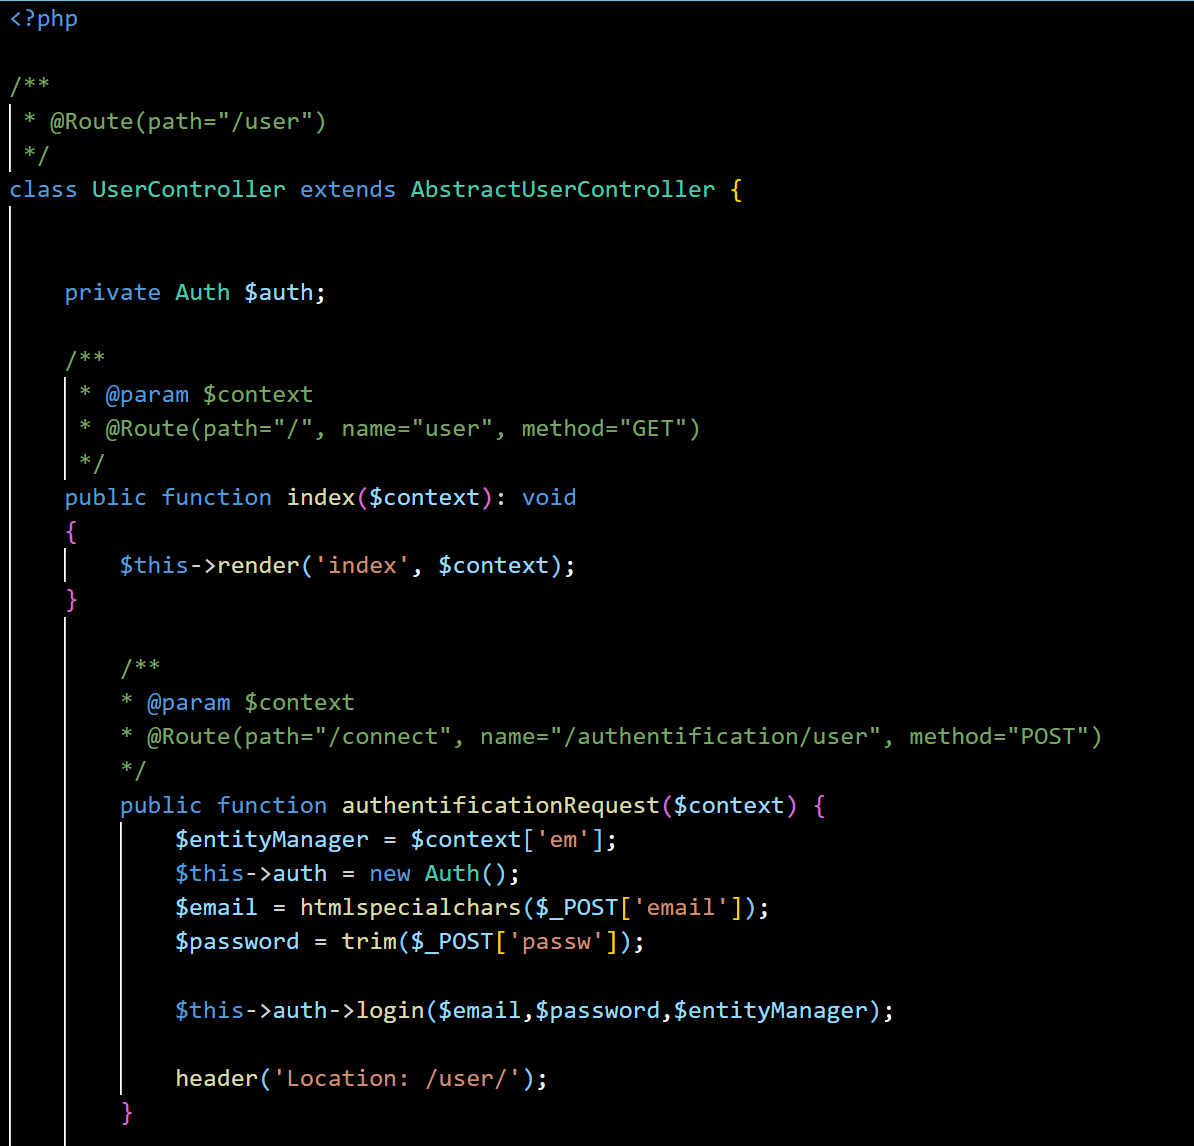 <?php
/**
 * @Route(path="/user")
 */
class UserController extends AbstractUserController {
    private Auth $auth;
    /**
     * @param $context
     * @Route(path="/", name="user", method="GET")
     */
    public function index($context): void
    {
        $this->render('index', $context);
    }
        /**
        * @param $context
        * @Route(path="/connect", name="/authentification/user", method="POST")
        */
        public function authentificationRequest($context) {
            $entityManager = $context['em'];
            $this->auth = new Auth();
            $email = htmlspecialchars($_POST['email']);
            $password = trim($_POST['passw']);
            $this->auth->login($email,$password,$entityManager);
            header('Location: /user/');
        }